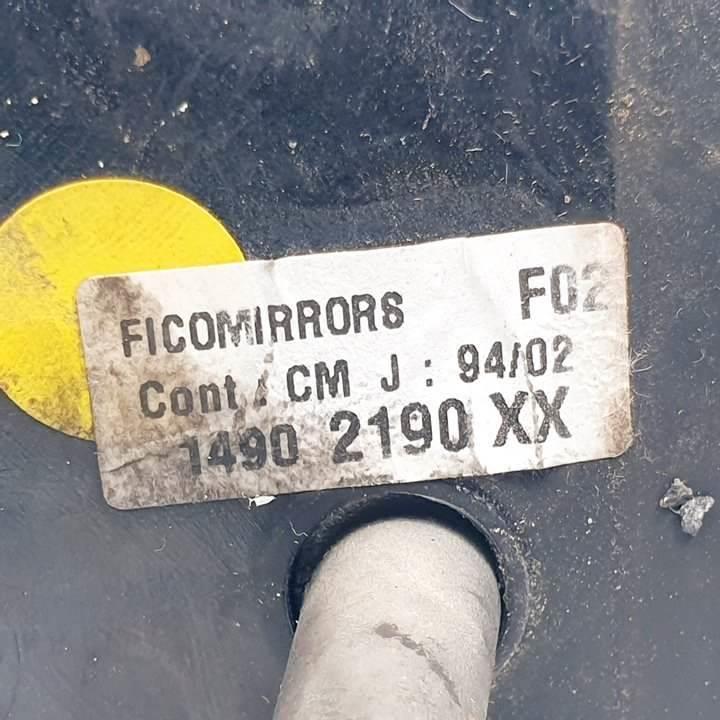 FICOMIRRORS F02
Cont : CM J : 94/02
1490 2190 XX